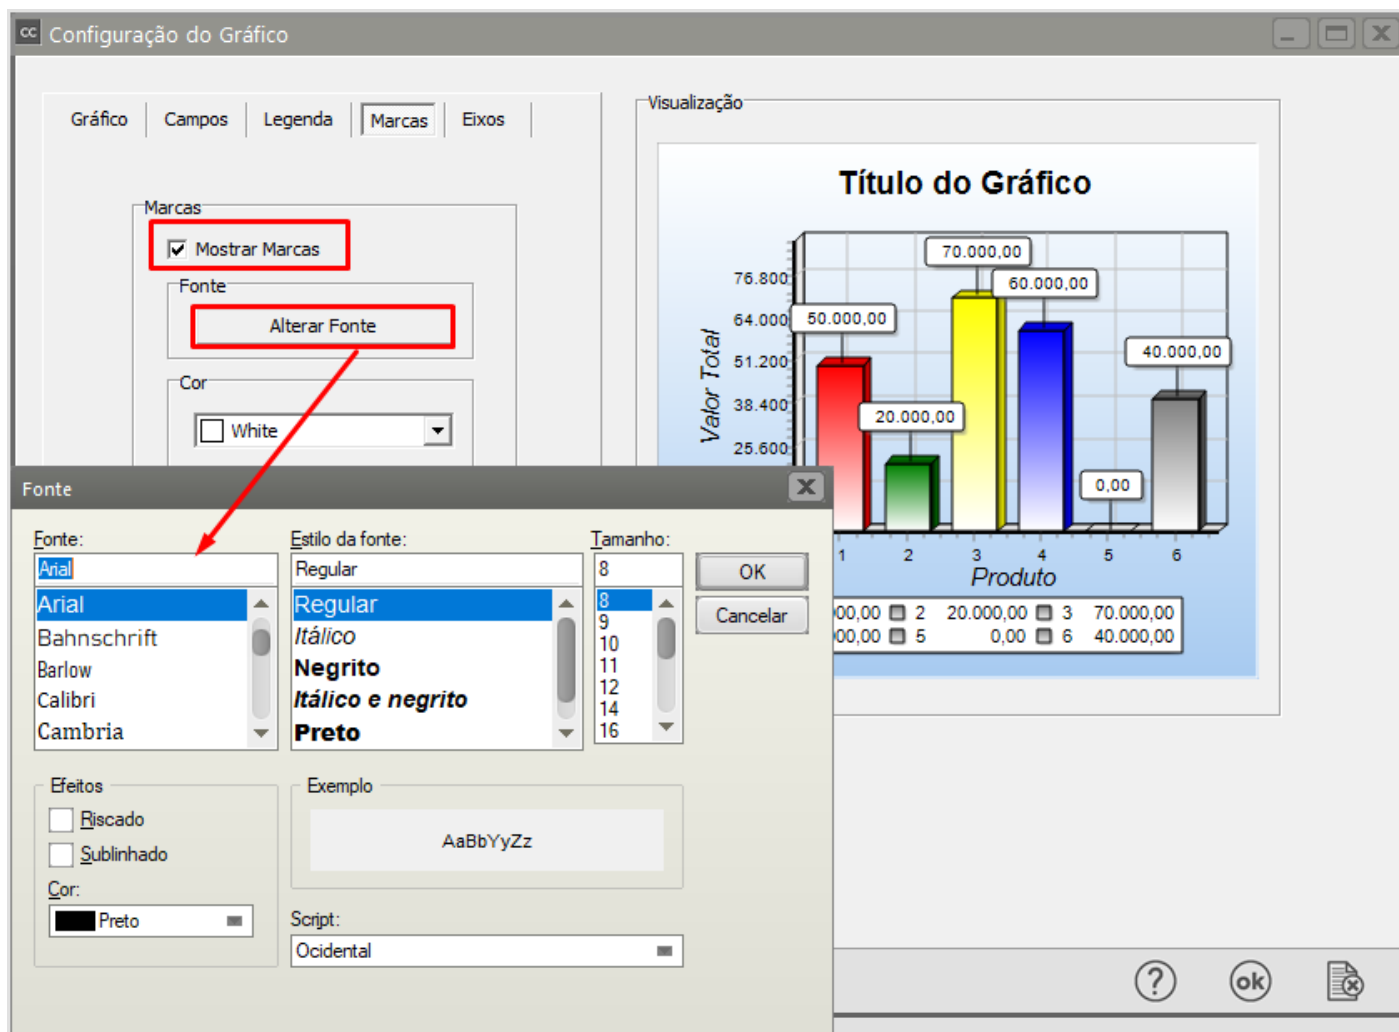 cc Configuração do Gráfico
Gráfico Campos Legenda Marcas Eixos
Marcas
Mostrar Marcas
Fonte
Alterar Fonte
Cor
White
Visualização
Título do Gráfico
70.000,00
76.800
60.000,00
64.000
50.000,00
51.200
40.000,00
38.400
20.000,00
25.600
0,00
Valor Total
1 2 3 4 5 6
Produto
00,00 2 20.000,00 3 70.000,00
00,00 5 0,00 6 40.000,00
Fonte
Fonte: Estilo da fonte: Tamanho:
Arial Regular 8
OK
Cancelar
Arial
Bahnschrift
Barlow
Calibri
Cambria
Regular
Itálico
Negrito
Itálico e negrito
Preto
8
9
10
11
12
14
16
Efeitos
Riscado
Sublinhado
Cor:
Preto
Exemplo
AaBbYyZz
Script:
Ocidental
? ok